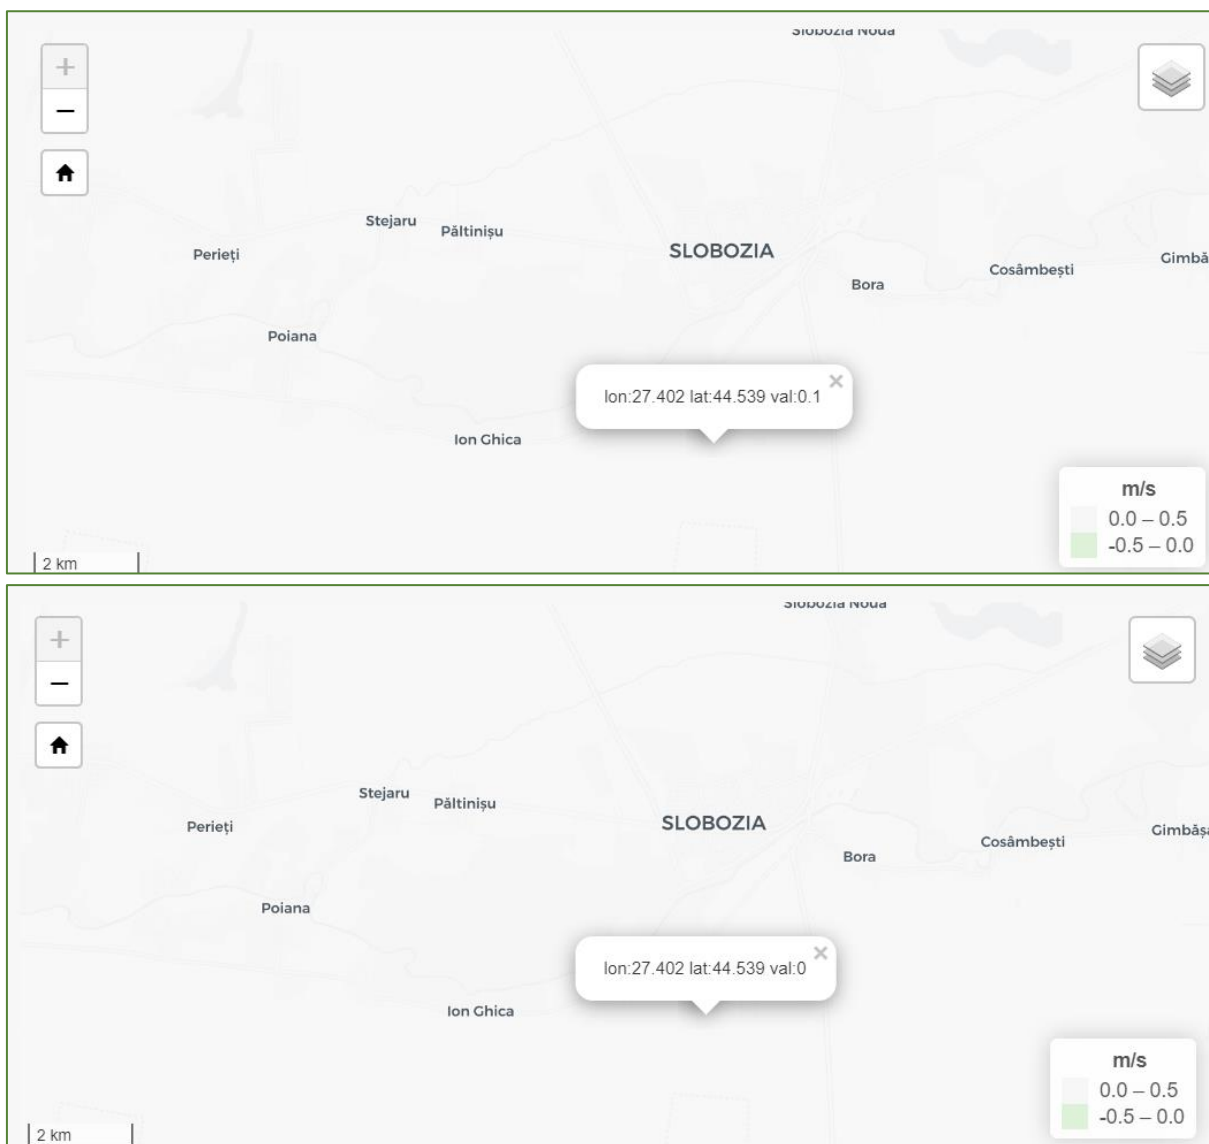 Slobozia Nouă
+
−
Stejaru
Păltinișu
SLOBOZIA
Perieți
Gimbă
Cosâmbești
Bora
Poiana
×
lon:27.402 lat:44.539 val:0.1
Ion Ghica
m/s
0.0 – 0.5
-0.5 – 0.0
2 km
Slobozia Nouă
+
−
Stejaru
Păltinișu
SLOBOZIA
Perieți
Gimbăș
Cosâmbești
Bora
Poiana
×
lon:27.402 lat:44.539 val:0
Ion Ghica
m/s
0.0 – 0.5
-0.5 – 0.0
2 km